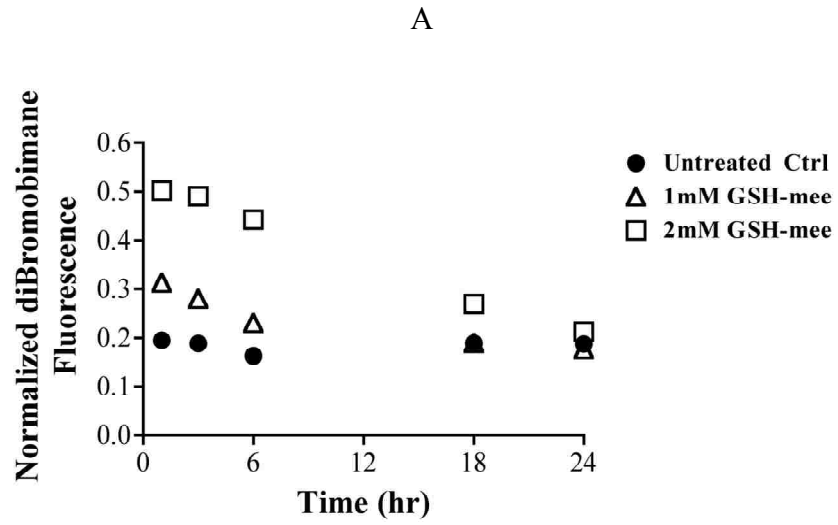 A
Normalized diBromobimane
Fluorescence
0.6
0.5
0.4
0.3
0.2
0.1
0.0
0
6
12
18
24
Time (hr)
Untreated Ctrl
1mM GSH-mee
2mM GSH-mee